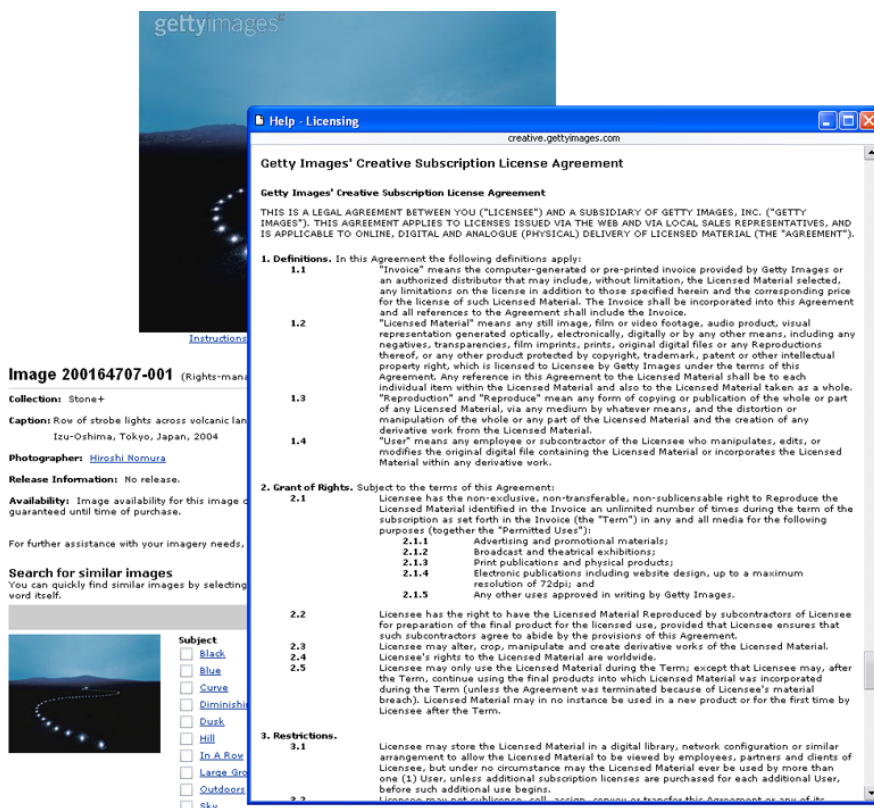 gettyimages®
Instructions
Image 200164707-001 (Rights-mana
Collection: Stone+
Caption: Row of strobe lights across volcanic lan
Izu-Oshima, Tokyo, Japan, 2004
Photographer: Hiroshi Nomura
Release Information: No release.
Availability: Image availability for this image c
guaranteed until time of purchase.
For further assistance with your imagery needs,
Search for similar images
You can quickly find similar images by selecting
word itself.
Subject
Black
Blue
Curve
Diminishin
Dusk
Hill
In A Row
Large Gro
Outdoors
Sky
Help - Licensing
creative.gettyimages.com
Getty Images' Creative Subscription License Agreement
Getty Images' Creative Subscription License Agreement
THIS IS A LEGAL AGREEMENT BETWEEN YOU ("LICENSEE") AND A SUBSIDIARY OF GETTY IMAGES, INC. ("GETTY
IMAGES"). THIS AGREEMENT APPLIES TO LICENSES ISSUED VIA THE WEB AND VIA LOCAL SALES REPRESENTATIVES, AND
IS APPLICABLE TO ONLINE, DIGITAL AND ANALOGUE (PHYSICAL) DELIVERY OF LICENSED MATERIAL (THE "AGREEMENT").
1. Definitions. In this Agreement the following definitions apply:
1.1 "Invoice" means the computer-generated or pre-printed invoice provided by Getty Images or
an authorized distributor that may include, without limitation, the Licensed Material selected,
any limitations on the license in addition to those specified herein and the corresponding price
for the license of such Licensed Material. The Invoice shall be incorporated into this Agreement
and all references to the Agreement shall include the Invoice.
1.2 "Licensed Material" means any still image, film or video footage, audio product, visual
representation generated optically, electronically, digitally or by any other means, including any
negatives, transparencies, film imprints, prints, original digital files or any Reproductions
thereof, or any other product protected by copyright, trademark, patent or other intellectual
property right, which is licensed to Licensee by Getty Images under the terms of this
Agreement. Any reference in this Agreement to the Licensed Material shall be to each
individual item within the Licensed Material and also to the Licensed Material taken as a whole.
1.3 "Reproduction" and "Reproduce" mean any form of copying or publication of the whole or part
of any Licensed Material, via any medium by whatever means, and the distortion or
manipulation of the whole or any part of the Licensed Material and the creation of any
derivative work from the Licensed Material.
1.4 "User" means any employee or subcontractor of the Licensee who manipulates, edits, or
modifies the original digital file containing the Licensed Material or incorporates the Licensed
Material within any derivative work.
2. Grant of Rights. Subject to the terms of this Agreement:
2.1 Licensee has the non-exclusive, non-transferable, non-sublicensable right to Reproduce the
Licensed Material identified in the Invoice an unlimited number of times during the term of the
subscription as set forth in the Invoice (the "Term") in any and all media for the following
purposes (together the "Permitted Uses"):
2.1.1 Advertising and promotional materials;
2.1.2 Broadcast and theatrical exhibitions;
2.1.3 Print publications and physical products;
2.1.4 Electronic publications including website design, up to a maximum
resolution of 72dpi; and
2.1.5 Any other uses approved in writing by Getty Images.
2.2 Licensee has the right to have the Licensed Material Reproduced by subcontractors of Licensee
for preparation of the final product for the licensed use, provided that Licensee ensures that
such subcontractors agree to abide by the provisions of this Agreement.
2.3 Licensee may alter, crop, manipulate and create derivative works of the Licensed Material.
2.4 Licensee's rights to the Licensed Material are worldwide.
2.5 Licensee may only use the Licensed Material during the Term; except that Licensee may, after
the Term, continue using the final products into which Licensed Material was incorporated
during the Term (unless the Agreement was terminated because of Licensee's material
breach). Licensed Material may in no instance be used in a new product or for the first time by
Licensee after the Term.
3. Restrictions.
3.1 Licensee may store the Licensed Material in a digital library, network configuration or similar
arrangement to allow the Licensed Material to be viewed by employees, partners and clients of
Licensee, but under no circumstance may the Licensed Material ever be used by more than
one (1) User, unless additional subscription licenses are purchased for each additional User,
before such additional use begins.
3.2 Licensee may not sublicense, sell, assign, convey or transfer this Agreement or any of its